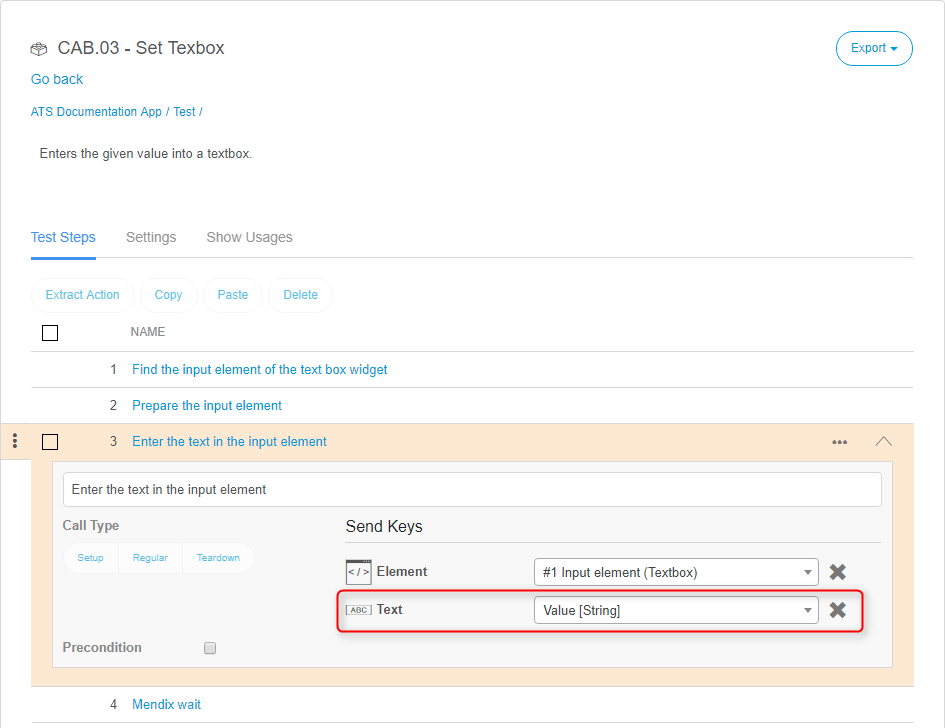 CAB.03 - Set Texbox
Export
Go back
ATS Documentation App / Test /
Enters the given value into a textbox.
Test Steps Settings Show Usages
Extract Action Copy Paste Delete
NAME
1 Find the input element of the text box widget
2 Prepare the input element
3 Enter the text in the input element
Enter the text in the input element
Call Type
Send Keys
Setup Regular Teardown
</> Element #1 Input element (Textbox)
ABC Text Value [String]
Precondition
4 Mendix wait